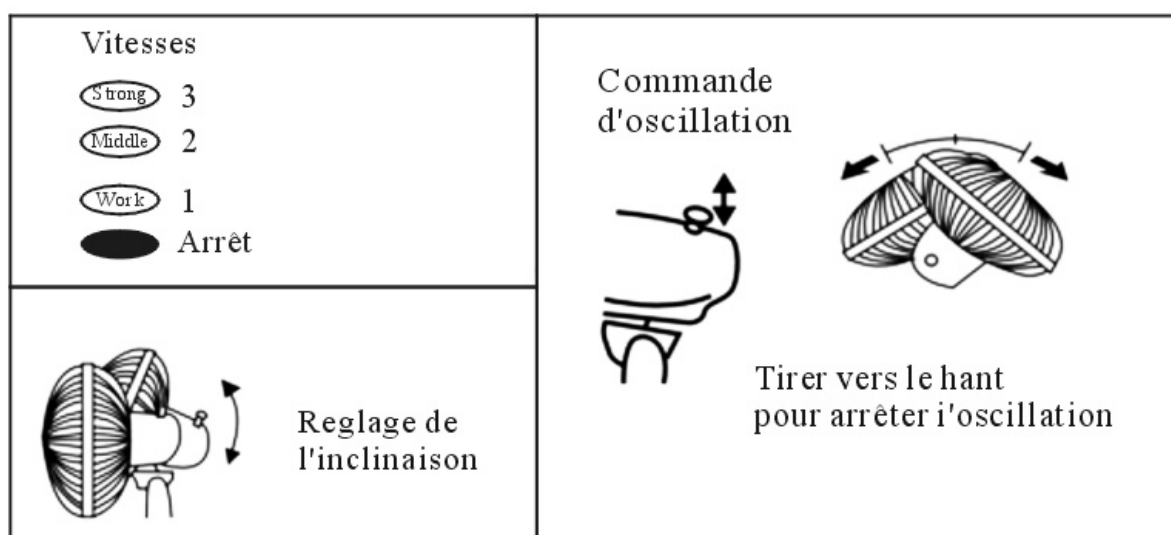 Vitesses
Strong 3
Middle 2
Work 1
Arrêt
Reglage de
l'inclinaison
Commande
d'oscillation
Tirer vers le hant
pour arrêter i'oscillation